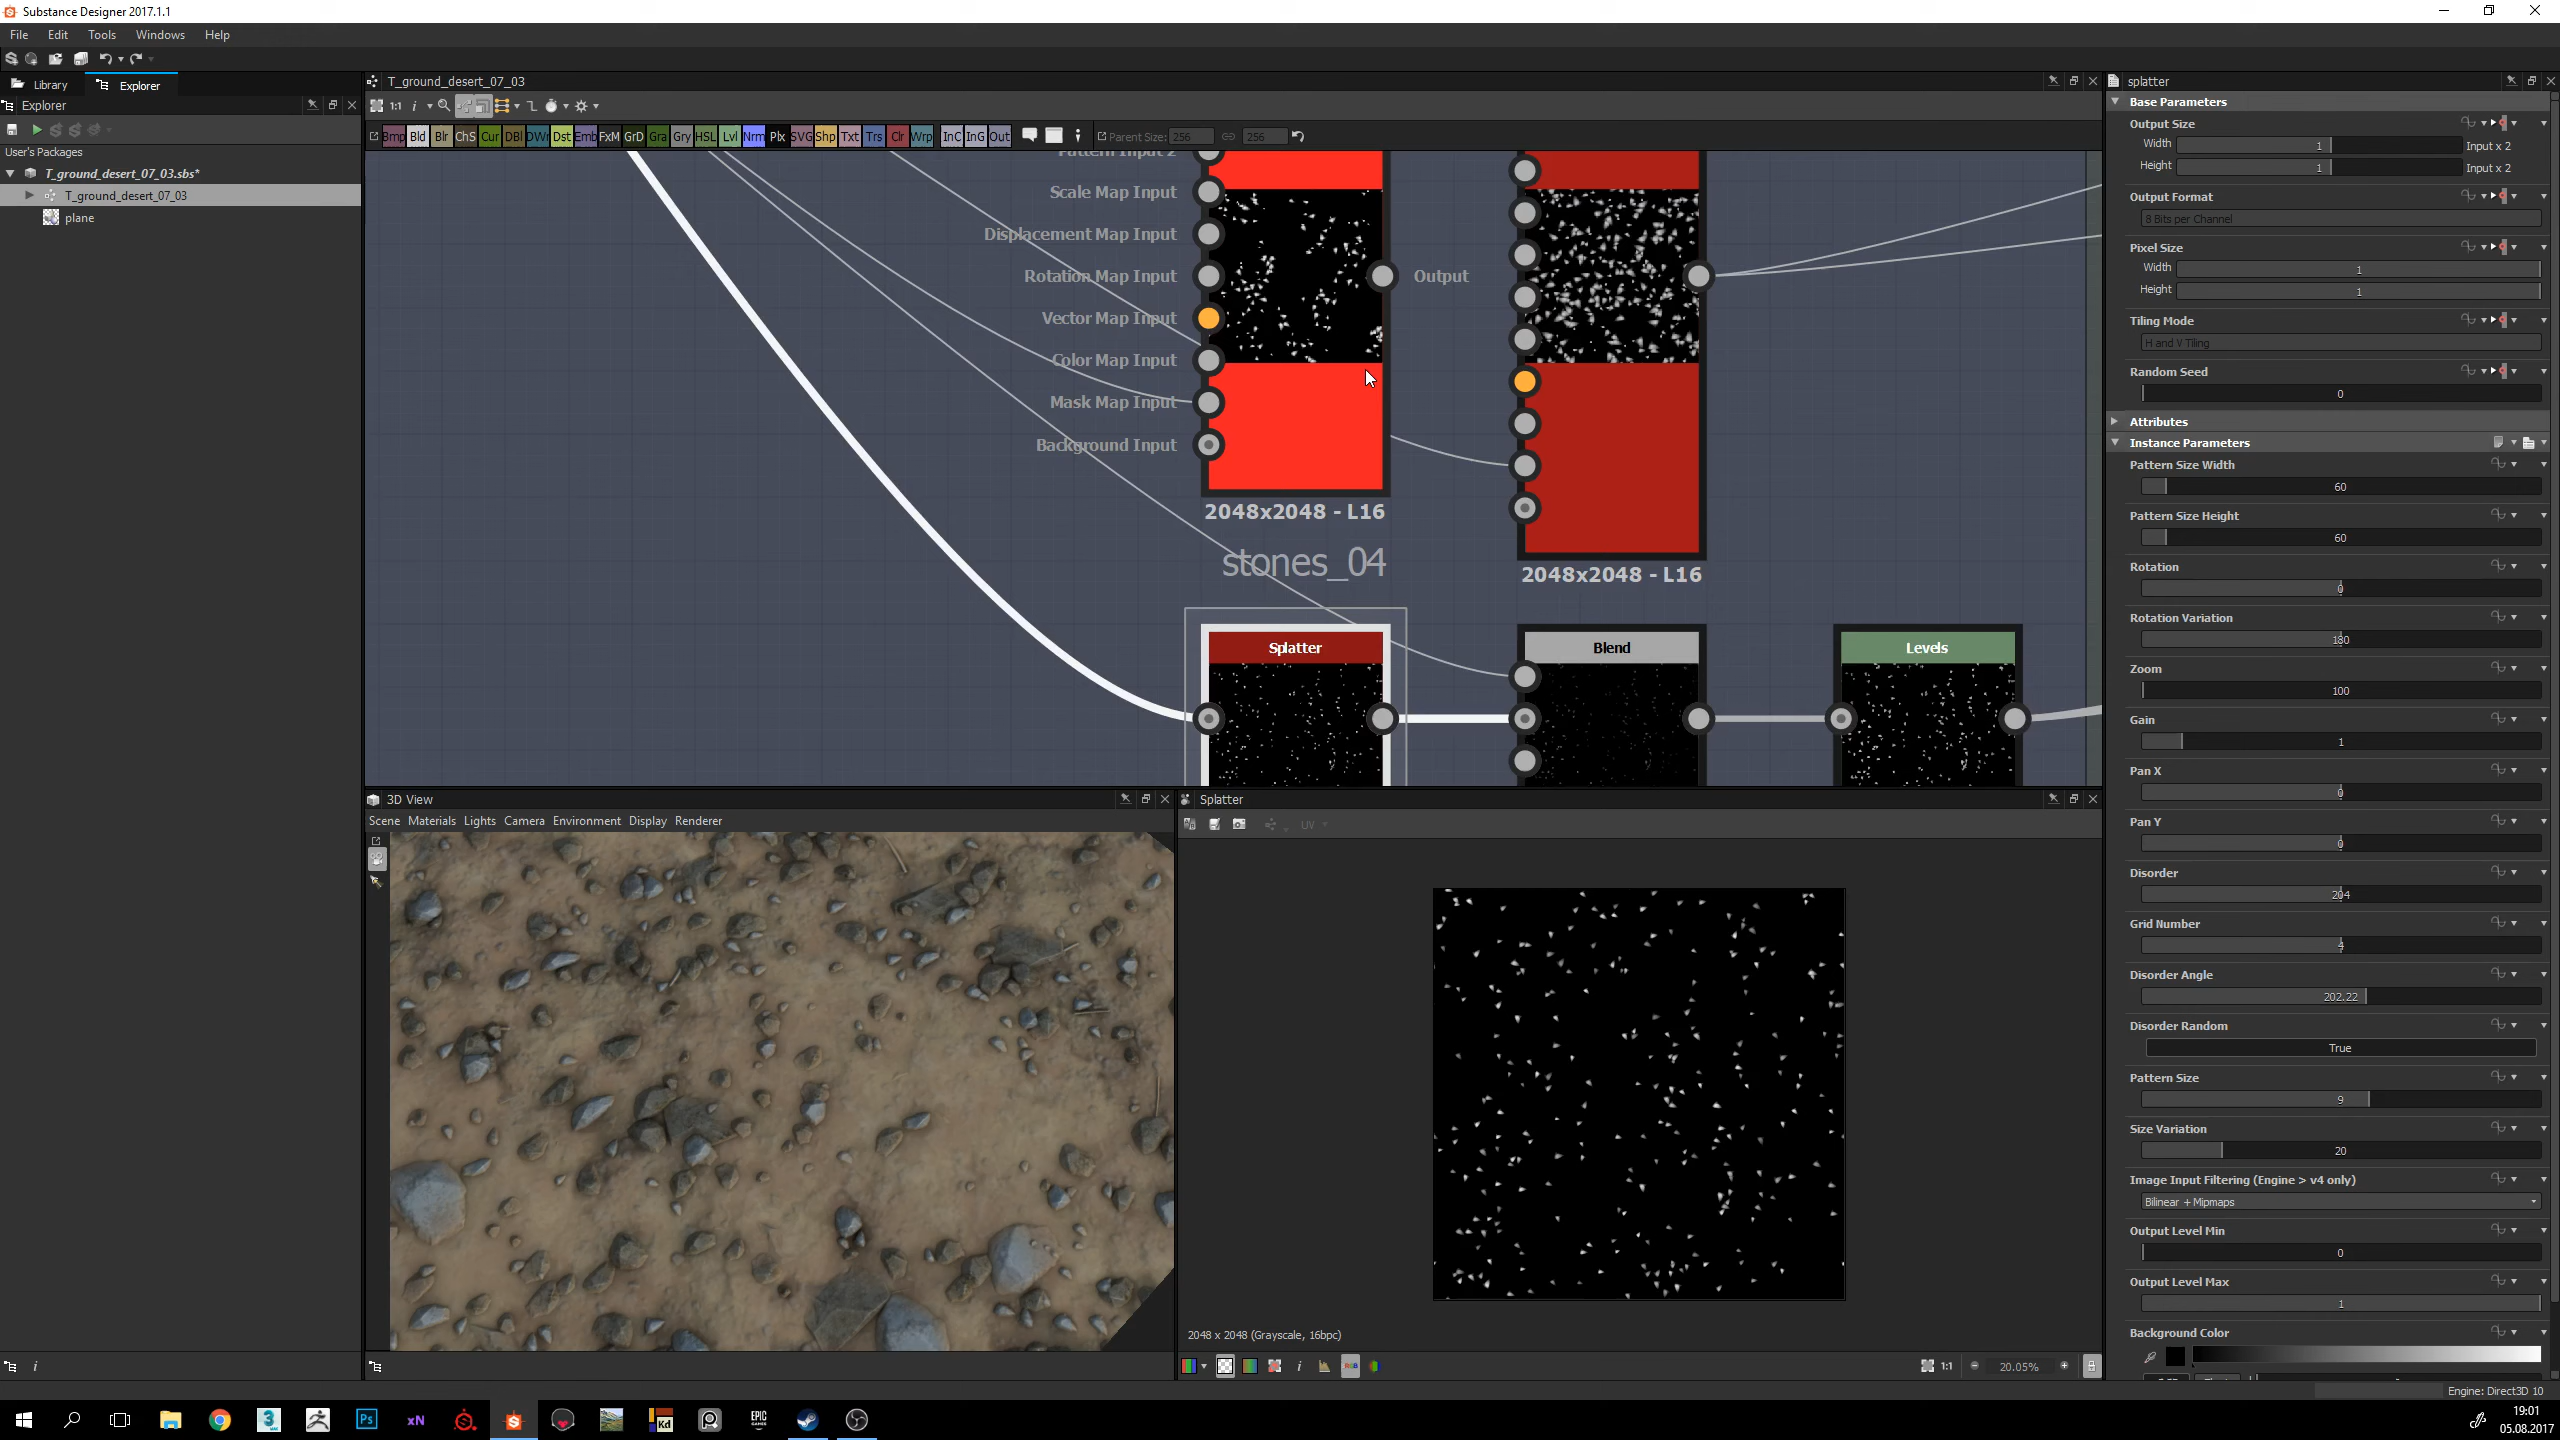 Substance Designer 2017.1.1
File Edit Tools Windows Help
Library Explorer
Explorer
User's Packages
T_ground_desert_07_03.sbs*
T_ground_desert_07_03
plane
T_ground_desert_07_03
1:1 i
Bmp Bld Blr ChS Cur DBl DWr Dst Emb FxM GrD Gra Gry HSL Lvl Nrm Plx SVG Shp Txt Trs Clr Wrp InC InG Out Parent Size: 256 256
Pattern Input 2
Scale Map Input
Displacement Map Input
Rotation Map Input
Output
Vector Map Input
Color Map Input
Mask Map Input
Background Input
2048x2048 - L16
stones_04
2048x2048 - L16
Splatter
Blend
Levels
3D View
Scene Materials Lights Camera Environment Display Renderer
Splatter
UV
2048 x 2048 (Grayscale, 16bpc)
1:1 20.05%
splatter
Base Parameters
Output Size
Width 1 Input x 2
Height 1 Input x 2
Output Format
8 Bits per Channel
Pixel Size
Width 1
Height 1
Tiling Mode
H and V Tiling
Random Seed
0
Attributes
Instance Parameters
Pattern Size Width
60
Pattern Size Height
60
Rotation
0
Rotation Variation
180
Zoom
100
Gain
1
Pan X
0
Pan Y
0
Disorder
204
Grid Number
4
Disorder Angle
202.22
Disorder Random
True
Pattern Size
9
Size Variation
20
Image Input Filtering (Engine > v4 only)
Bilinear + Mipmaps
Output Level Min
0
Output Level Max
1
Background Color
Engine: Direct3D 10
19:01
05.08.2017